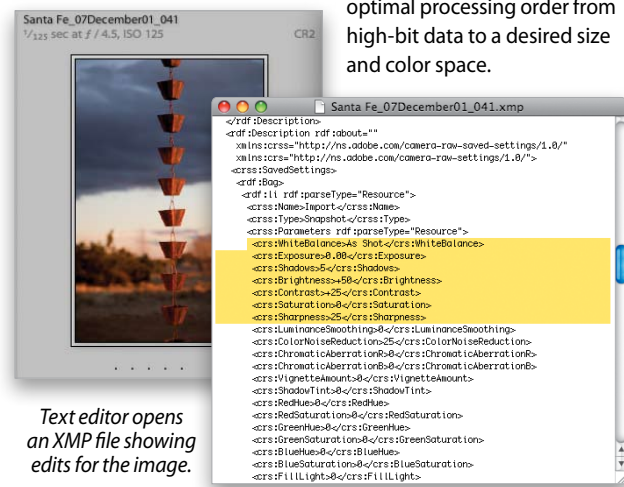 optimal processing order from
high-bit data to a desired size
and color space.
Santa Fe_07December01_041
1/125 sec at ƒ / 4.5, ISO 125
CR2
Santa Fe_07December01_041.xmp
</rdf:Description>
<rdf:Description rdf:about=""
xmlns:crss="http://ns.adobe.com/camera-raw-saved-settings/1.0/"
xmlns:crs="http://ns.adobe.com/camera-raw-settings/1.0/">
<crss:SavedSettings>
<rdf:Bag>
<rdf:li rdf:parseType="Resource">
<crss:Name>Import</crss:Name>
<crss:Type>Snapshot</crss:Type>
<crss:Parameters rdf:parseType="Resource">
<crs:WhiteBalance>As Shot</crs:WhiteBalance>
<crs:Exposure>0.00</crs:Exposure>
<crs:Shadows>5</crs:Shadows>
<crs:Brightness>+50</crs:Brightness>
<crs:Contrast>+25</crs:Contrast>
<crs:Saturation>0</crs:Saturation>
<crs:Sharpness>25</crs:Sharpness>
<crs:LuminanceSmoothing>0</crs:LuminanceSmoothing>
<crs:ColorNoiseReduction>25</crs:ColorNoiseReduction>
<crs:ChromaticAberrationR>0</crs:ChromaticAberrationR>
<crs:ChromaticAberrationB>0</crs:ChromaticAberrationB>
<crs:VignetteAmount>0</crs:VignetteAmount>
<crs:ShadowTint>0</crs:ShadowTint>
<crs:RedHue>0</crs:RedHue>
<crs:RedSaturation>0</crs:RedSaturation>
<crs:GreenHue>0</crs:GreenHue>
<crs:GreenSaturation>0</crs:GreenSaturation>
<crs:BlueHue>0</crs:BlueHue>
<crs:BlueSaturation>0</crs:BlueSaturation>
<crs:FillLight>0</crs:FillLight>
Text editor opens
an XMP file showing
edits for the image.